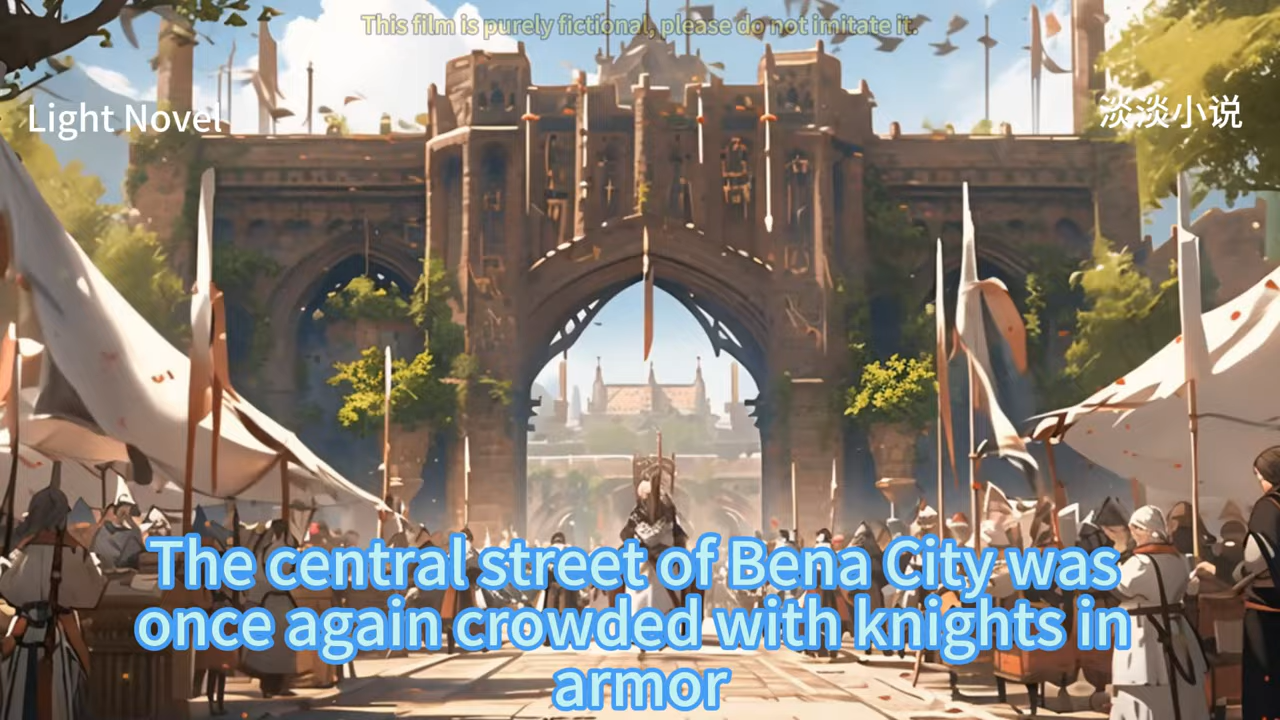 This film is purely fictional, please do not imitate it.
Light Novel
淡淡小说
The central street of Bena City was
once again crowded with knights in
armor